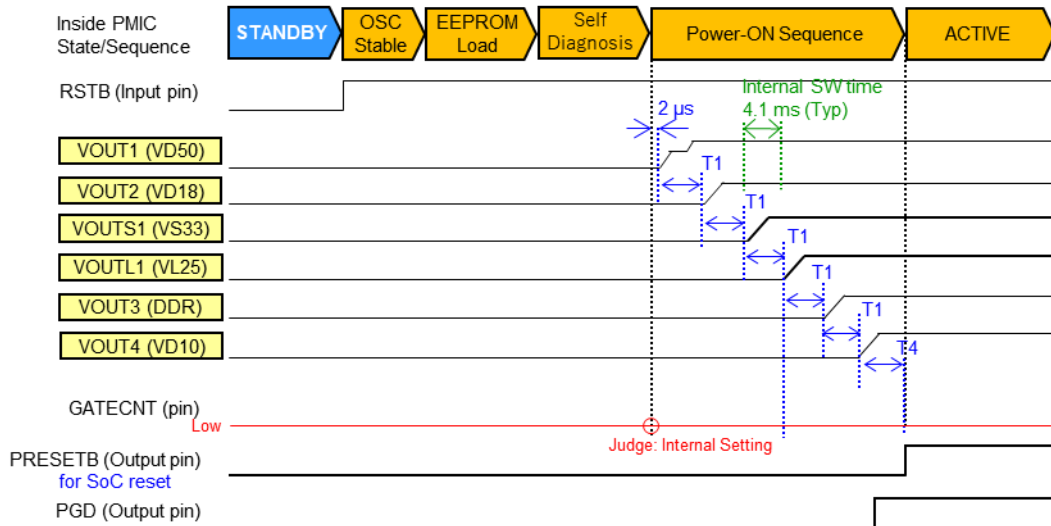 Inside PMIC
State/Sequence
STANDBY
OSC
Stable
EEPROM
Load
Self
Diagnosis
Power-ON Sequence
ACTIVE
RSTB (Input pin)
Internal SW time
4.1 ms (Typ)
2 µs
VOUT1 (VD50)
T1
VOUT2 (VD18)
T1
VOUTS1 (VS33)
T1
VOUTL1 (VL25)
T1
VOUT3 (DDR)
T1
VOUT4 (VD10)
T4
GATECNT (pin)
Low
Judge: Internal Setting
PRESETB (Output pin)
for SoC reset
PGD (Output pin)